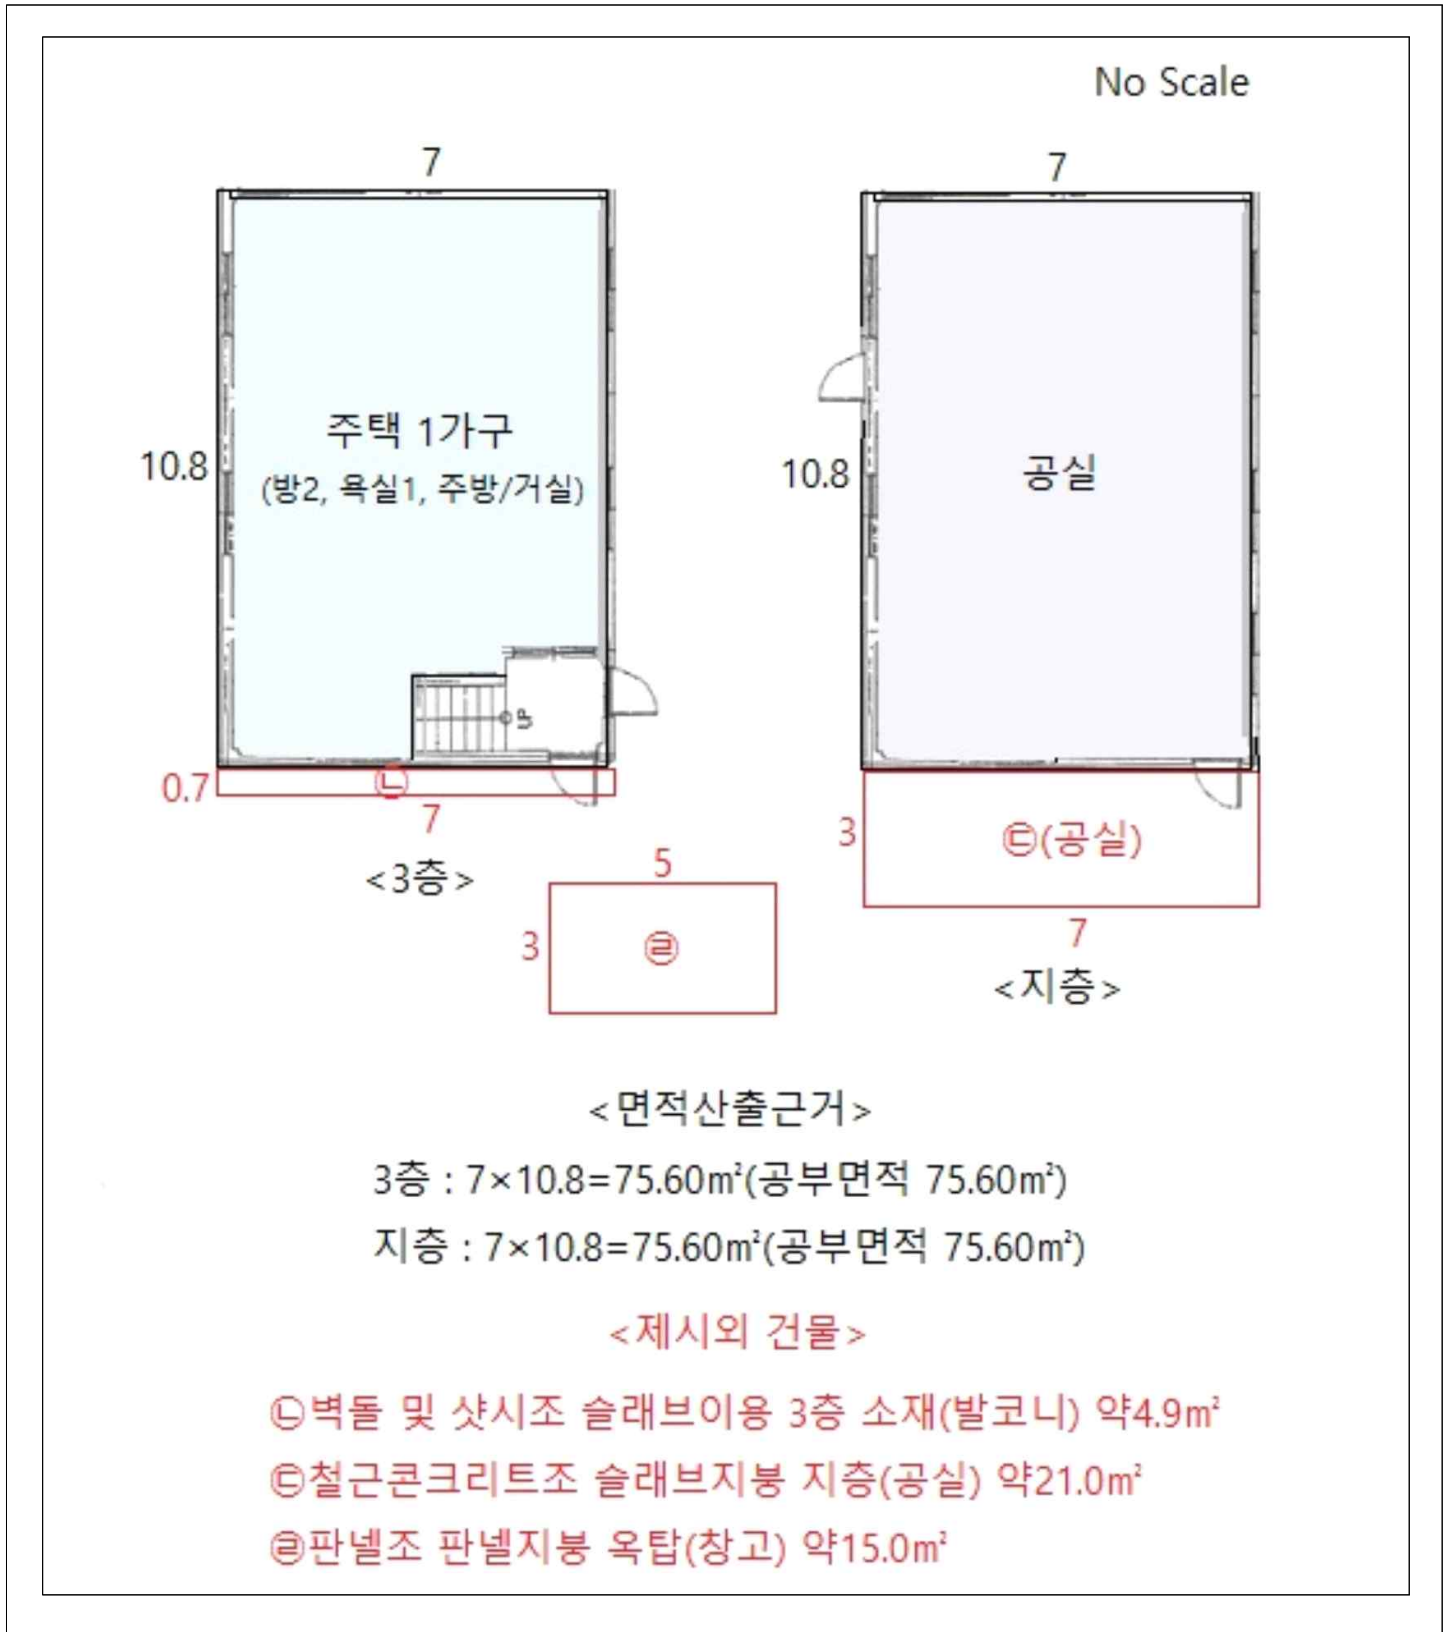 No Scale
7
7
주택 1가구
(방2, 욕실1, 주방/거실)
10.8
10.8
공실
UP
0.7
㉡
7
<3층>
3
㉢(공실)
7
<지층>
5
3
㉣
<면적산출근거>
3층 : 7×10.8=75.60㎡(공부면적 75.60㎡)
지층 : 7×10.8=75.60㎡(공부면적 75.60㎡)
<제시외 건물>
㉡벽돌 및 샷시조 슬래브이용 3층 소재(발코니) 약4.9㎡
㉢철근콘크리트조 슬래브지붕 지층(공실) 약21.0㎡
㉣판넬조 판넬지붕 옥탑(창고) 약15.0㎡